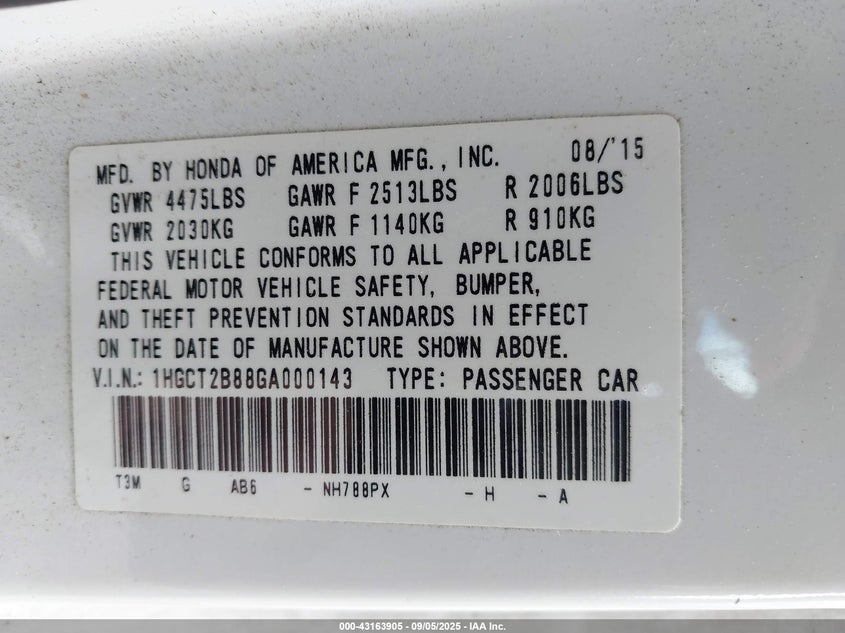 MFD. BY HONDA OF AMERICA MFG., INC. 08/'15
GVWR 4475LBS GAWR F 2513LBS R 2006LBS
GVWR 2030KG GAWR F 1140KG R 910KG
THIS VEHICLE CONFORMS TO ALL APPLICABLE
FEDERAL MOTOR VEHICLE SAFETY, BUMPER,
AND THEFT PREVENTION STANDARDS IN EFFECT
ON THE DATE OF MANUFACTURE SHOWN ABOVE.
V.I.N.: 1HGCT2B88GA000143 TYPE: PASSENGER CAR
T3M G AB6 - NH788PX - H - A
000-43163905 - 09/05/2025 - IAA Inc.